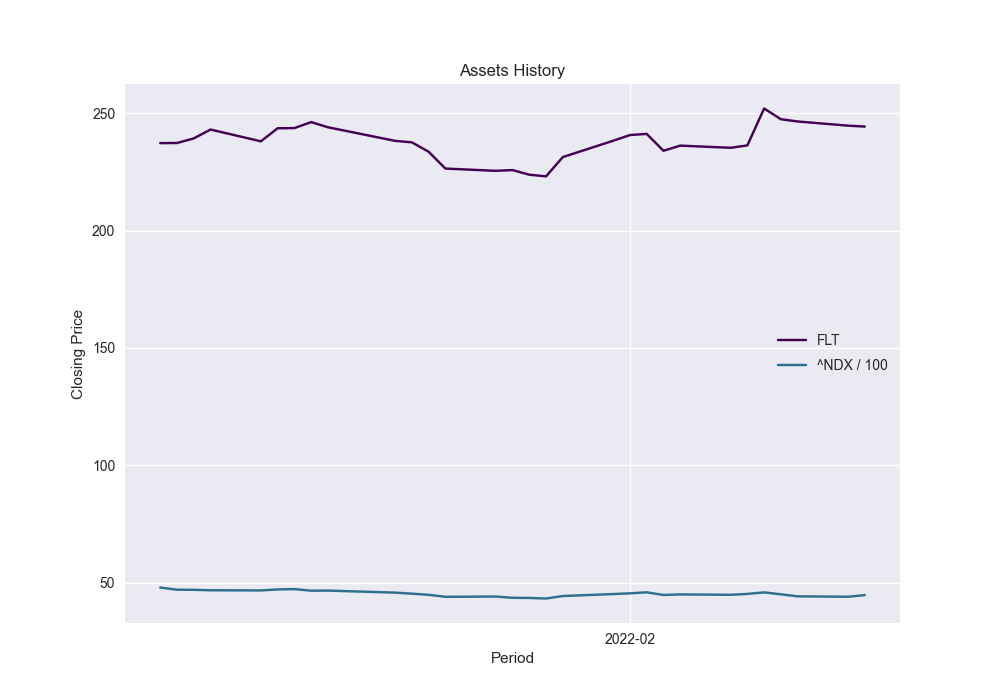 Assets History
250
200
150
100
50
Closing Price
FLT
^NDX / 100
2022-02
Period